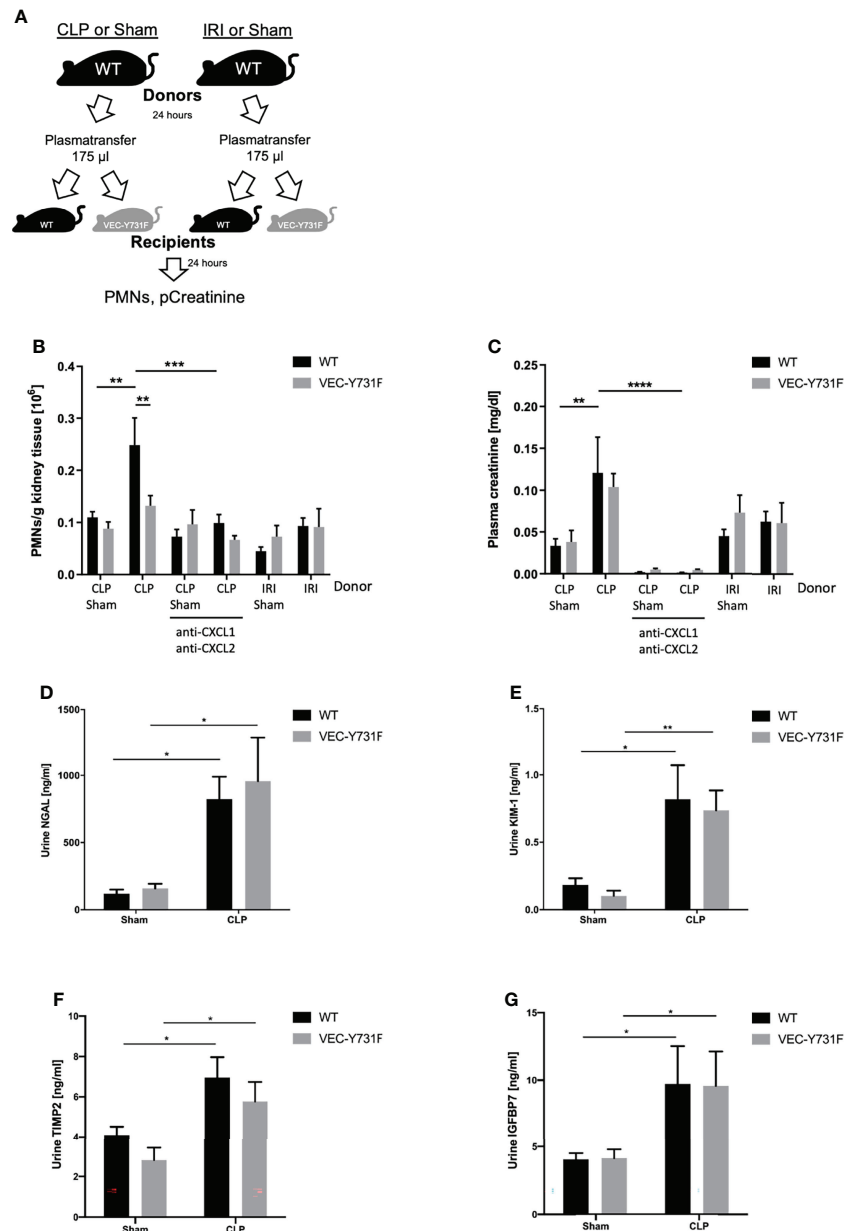 A
CLP or Sham
IRI or Sham
WT
WT
Donors
24 hours
Plasmatransfer
175 µl
Plasmatransfer
175 µl
WT
VEC-Y731F
WT
VEC-Y731F
Recipients
24 hours
PMNs, pCreatinine
B
PMNs/g kidney tissue [10⁶]
0.4
0.3
0.2
0.1
0.0
**
***
**
WT
VEC-Y731F
CLP Sham
CLP
CLP Sham
CLP
IRI Sham
IRI
Donor
anti-CXCL1
anti-CXCL2
C
Plasma creatinine [mg/dl]
0.25
0.20
0.15
0.10
0.05
0.00
**
****
WT
VEC-Y731F
CLP Sham
CLP
CLP Sham
CLP
IRI Sham
IRI
Donor
anti-CXCL1
anti-CXCL2
D
Urine NGAL [ng/ml]
1500
1000
500
0
*
*
WT
VEC-Y731F
Sham
CLP
E
Urine KIM-1 [ng/ml]
1.5
1.0
0.5
0.0
*
**
WT
VEC-Y731F
Sham
CLP
F
Urine TIMP2 [ng/ml]
10
8
6
4
2
0
*
*
WT
VEC-Y731F
Sham
CLP
G
Urine IGFBP7 [ng/ml]
15
10
5
0
*
*
WT
VEC-Y731F
Sham
CLP